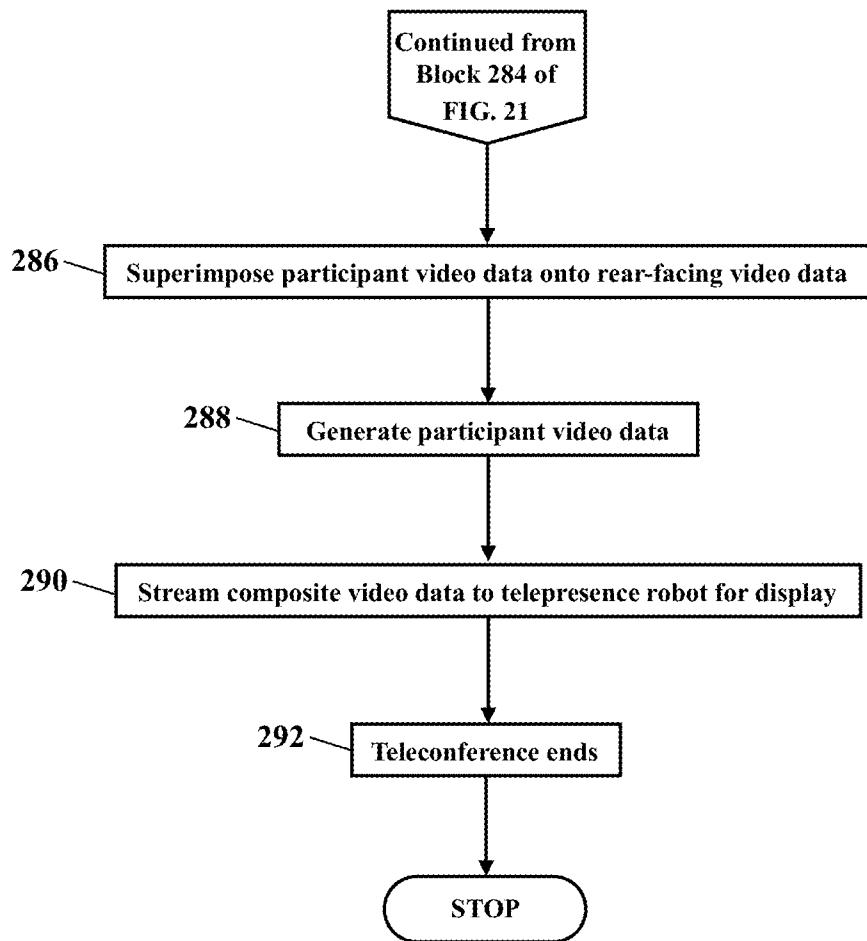 Continued from
Block 284 of
FIG. 21
286
Superimpose participant video data onto rear-facing video data
288
Generate participant video data
290
Stream composite video data to telepresence robot for display
292
Teleconference ends
STOP